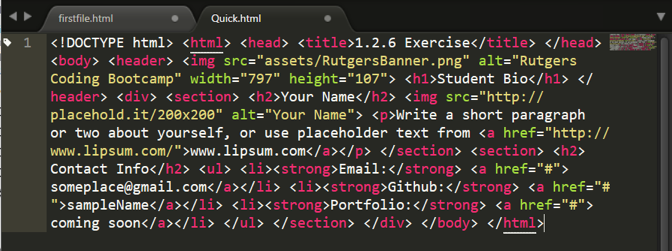 firstfile.html Quick.html
1 <!DOCTYPE html> <html> <head> <title>1.2.6 Exercise</title> </head>
<body> <header> <img src="assets/RutgersBanner.png" alt="Rutgers
Coding Bootcamp" width="797" height="107"> <h1>Student Bio</h1> </
header> <div> <section> <h2>Your Name</h2> <img src="http://
placehold.it/200x200" alt="Your Name"> <p>Write a short paragraph
or two about yourself, or use placeholder text from <a href="http://
www.lipsum.com/">www.lipsum.com</a></p> </section> <section> <h2>
Contact Info</h2> <ul> <li><strong>Email:</strong> <a href="#">
someplace@gmail.com</a></li> <li><strong>Github:</strong> <a href="#
">sampleName</a></li> <li><strong>Portfolio:</strong> <a href="#">
coming soon</a></li> </ul> </section> </div> </body> </html>